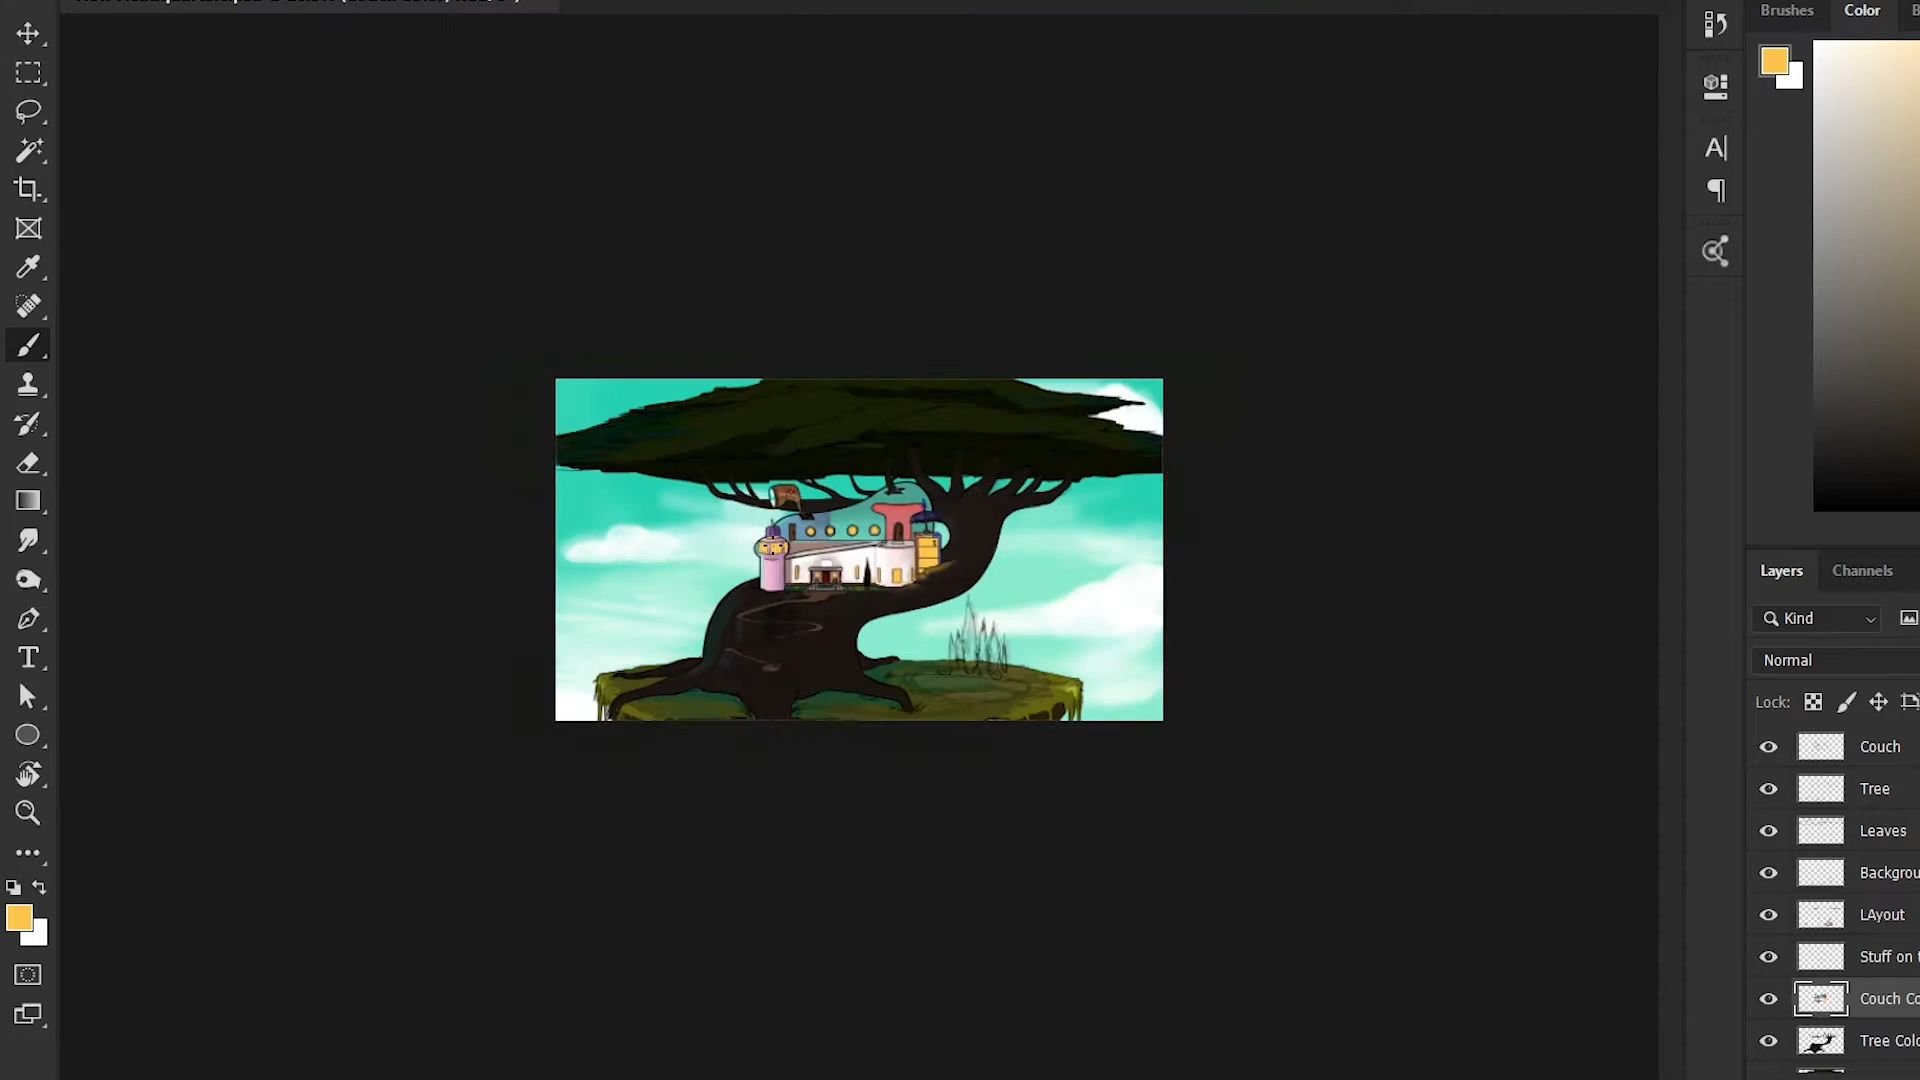 Brushes
Color
Layers
Channels
Kind
Normal
Lock:
Couch
Tree
Leaves
Backgrou
LAyout
Stuff on t
Couch Co
Tree Colo